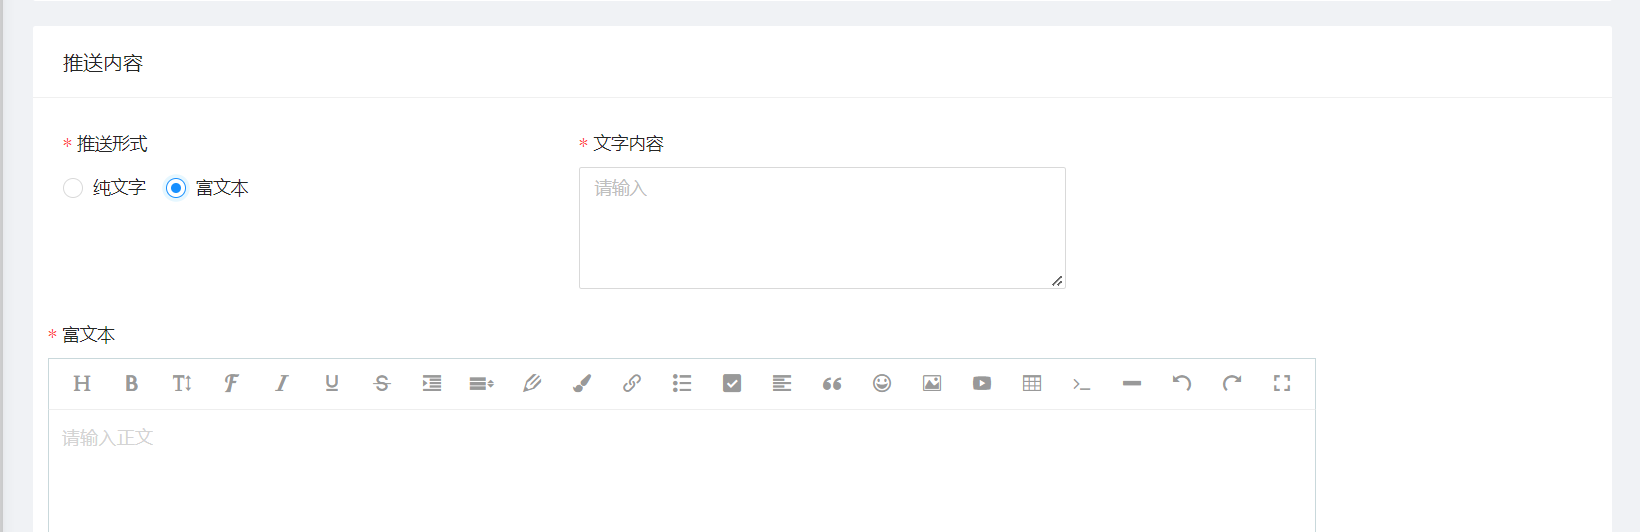 推送内容
* 推送形式
* 文字内容
纯文字 富文本
请输入
* 富文本
H B T F I U S
请输入正文